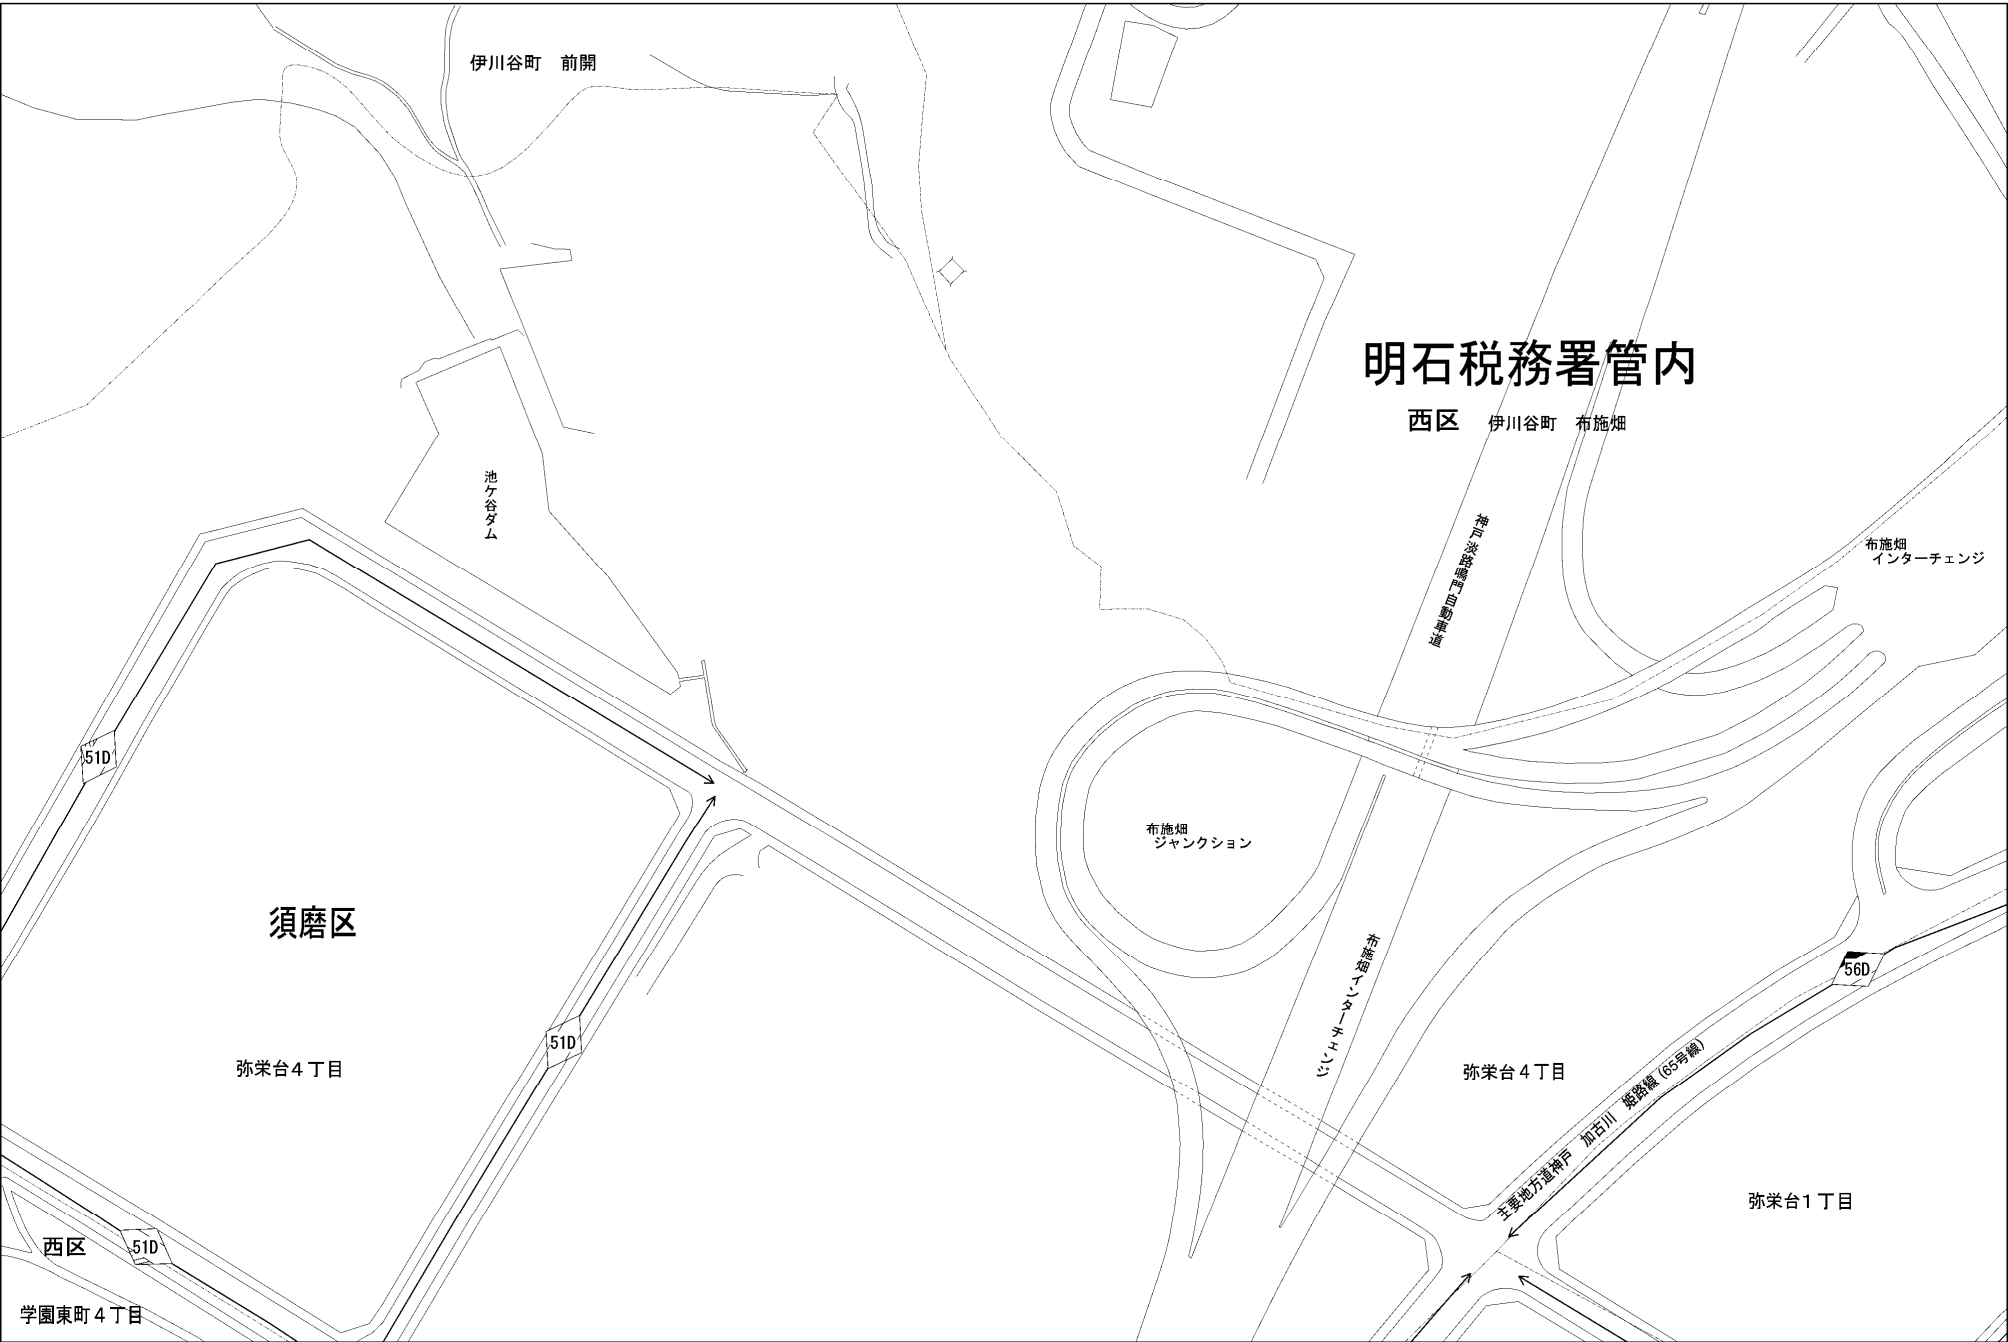 伊川谷町　前開
明石税務署管内
西区　伊川谷町　布施畑
池ケ谷ダム
神戸淡路鳴門自動車道
布施畑
インターチェンジ
51D
布施畑
ジャンクション
須磨区
布施畑インターチェンジ
56D
51D
弥栄台４丁目
弥栄台４丁目
主要地方道神戸　加古川　姫路線(65号線)
弥栄台１丁目
西区
51D
学園東町４丁目